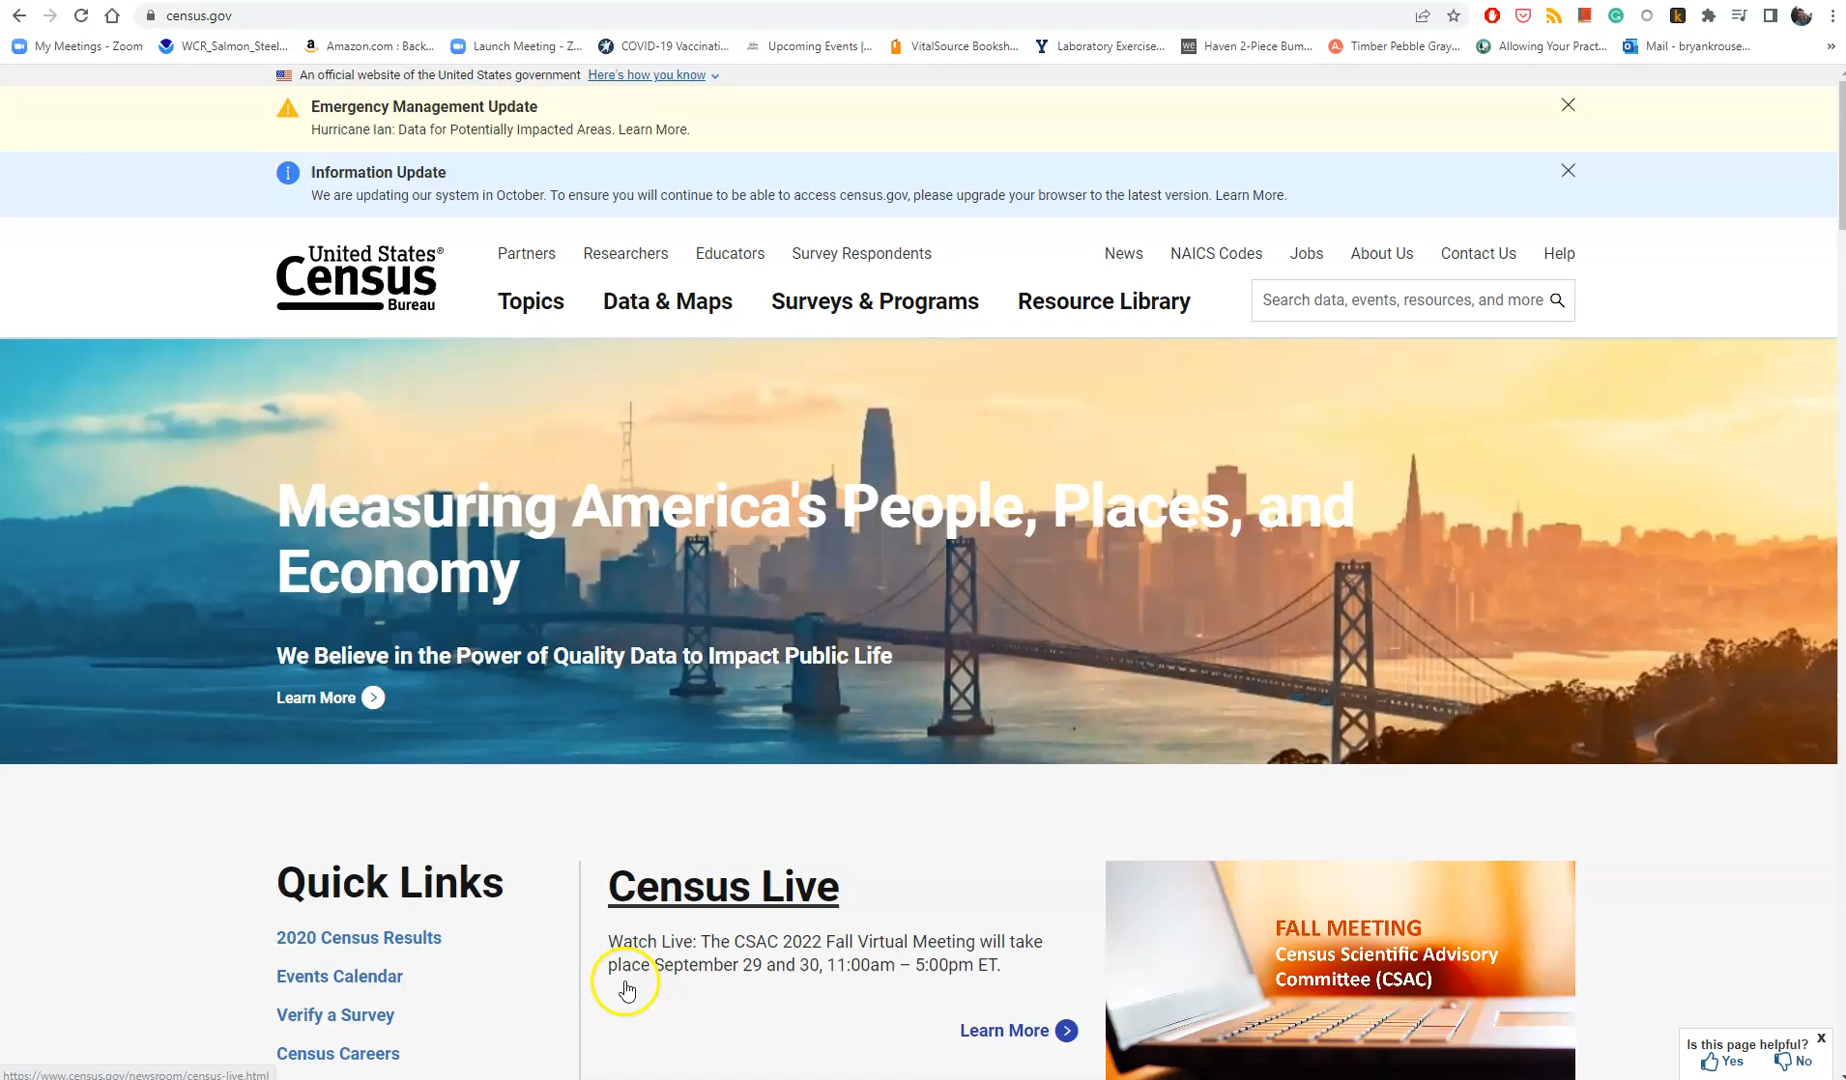 census.gov
My Meetings - Zoom
WCR_Salmon_Steel...
Amazon.com : Back...
Launch Meeting - Z...
COVID-19 Vaccinati...
Upcoming Events |...
VitalSource Booksh...
Laboratory Exercise...
Haven 2-Piece Bum...
Timber Pebble Gray...
Allowing Your Pract...
Mail - bryankrouse...
An official website of the United States government Here's how you know
Emergency Management Update
Hurricane Ian: Data for Potentially Impacted Areas. Learn More.
Information Update
We are updating our system in October. To ensure you will continue to be able to access census.gov, please upgrade your browser to the latest version. Learn More.
United States®
Census
Bureau
Partners Researchers Educators Survey Respondents
News NAICS Codes Jobs About Us Contact Us Help
Topics Data & Maps Surveys & Programs Resource Library
Search data, events, resources, and more
Measuring America's People, Places, and
Economy
We Believe in the Power of Quality Data to Impact Public Life
Learn More
Quick Links
2020 Census Results
Events Calendar
Verify a Survey
Census Careers
Census Live
Watch Live: The CSAC 2022 Fall Virtual Meeting will take
place September 29 and 30, 11:00am – 5:00pm ET.
Learn More
FALL MEETING
Census Scientific Advisory
Committee (CSAC)
Is this page helpful? x
Yes No
https://www.census.gov/newsroom/census-live.html